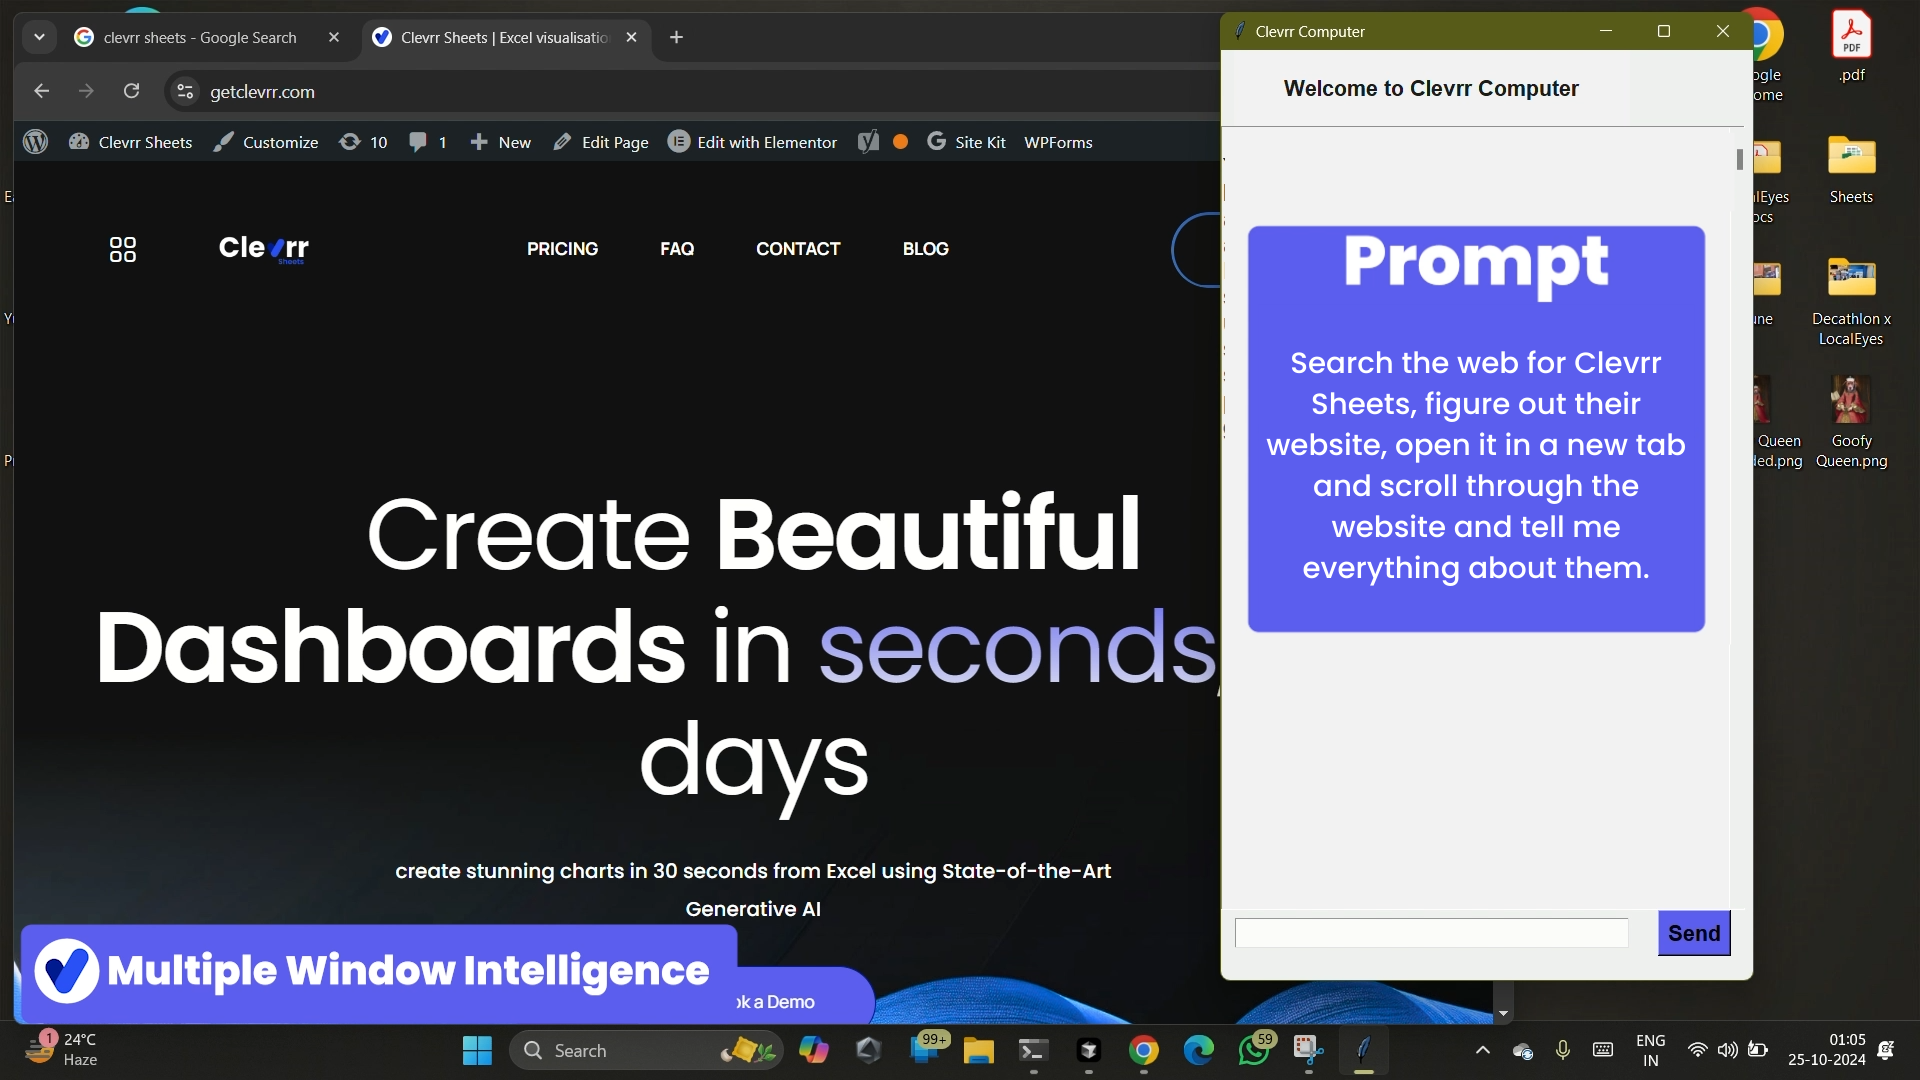 clevrr sheets - Google Search
Clevrr Sheets | Excel visualisatio
getclevrr.com
Clevrr Sheets
Customize
10
1
New
Edit Page
Edit with Elementor
Site Kit
WPForms
Clevrr
Sheets
PRICING
FAQ
CONTACT
BLOG
Create Beautiful
Dashboards in seconds,
days
create stunning charts in 30 seconds from Excel using State-of-the-Art
Generative AI
Multiple Window Intelligence
ok a Demo
Clevrr Computer
Welcome to Clevrr Computer
Prompt
Search the web for Clevrr
Sheets, figure out their
website, open it in a new tab
and scroll through the
website and tell me
everything about them.
Send
PDF
.pdf
Sheets
Decathlon x
LocalEyes
Queen
Goofy
Queen.png
1
24°C
Haze
Search
99+
59
ENG
IN
01:05
25-10-2024